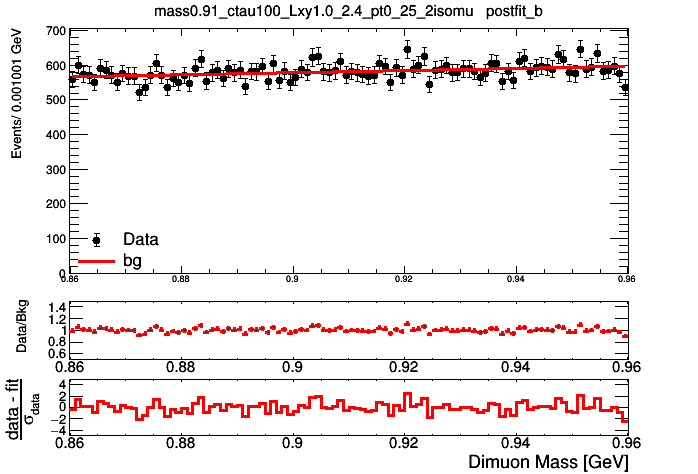 mass0.91_ctau100_Lxy1.0_2.4_pt0_25_2isomu postfit_b
Events/ 0.001001 GeV
700
600
500
400
300
200
100
0
Data
bg
0.86 0.88 0.9 0.92 0.94 0.96
Data/Bkg
1.4
1.2
1
0.8
0.6
0.86 0.88 0.9 0.92 0.94 0.96
data - fit
σdata
4
2
0
−2
−4
0.86 0.88 0.9 0.92 0.94 0.96
Dimuon Mass [GeV]